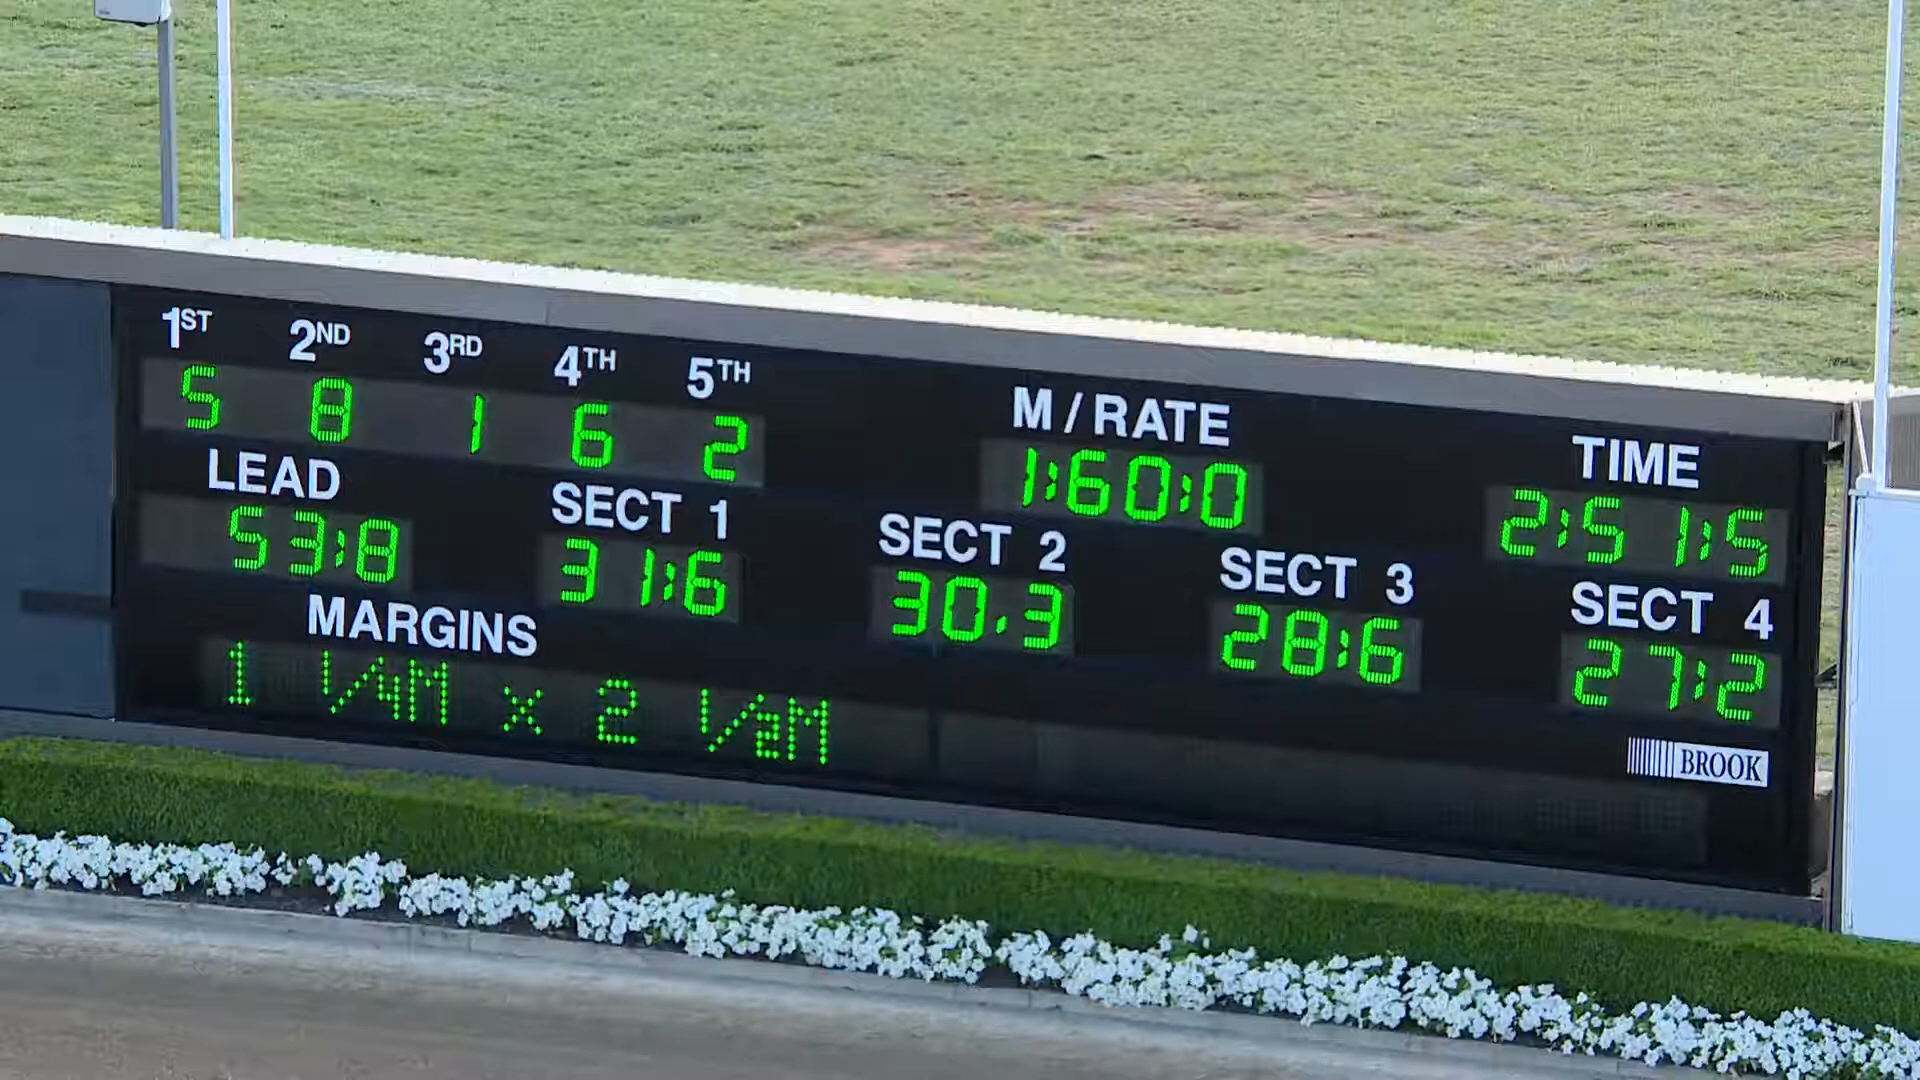 1ST 2ND 3RD 4TH 5TH
5 8 1 6 2
M/RATE
1:60:0
TIME
2:51:5
LEAD
53:8
SECT 1
31:6
SECT 2
30.3
SECT 3
28:6
SECT 4
27:2
MARGINS
1 1/4M x 2 1/2M
BROOK